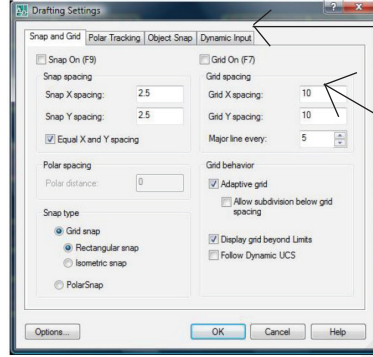 Drafting Settings
Snap and Grid Polar Tracking Object Snap Dynamic Input
Snap On (F9)
Snap spacing
Snap X spacing: 2.5
Snap Y spacing: 2.5
Equal X and Y spacing
Polar spacing
Polar distance: 0
Snap type
Grid snap
Rectangular snap
Isometric snap
PolarSnap
Grid On (F7)
Grid spacing
Grid X spacing: 10
Grid Y spacing: 10
Major line every: 5
Grid behavior
Adaptive grid
Allow subdivision below grid
spacing
Display grid beyond Limits
Follow Dynamic UCS
Options... OK Cancel Help